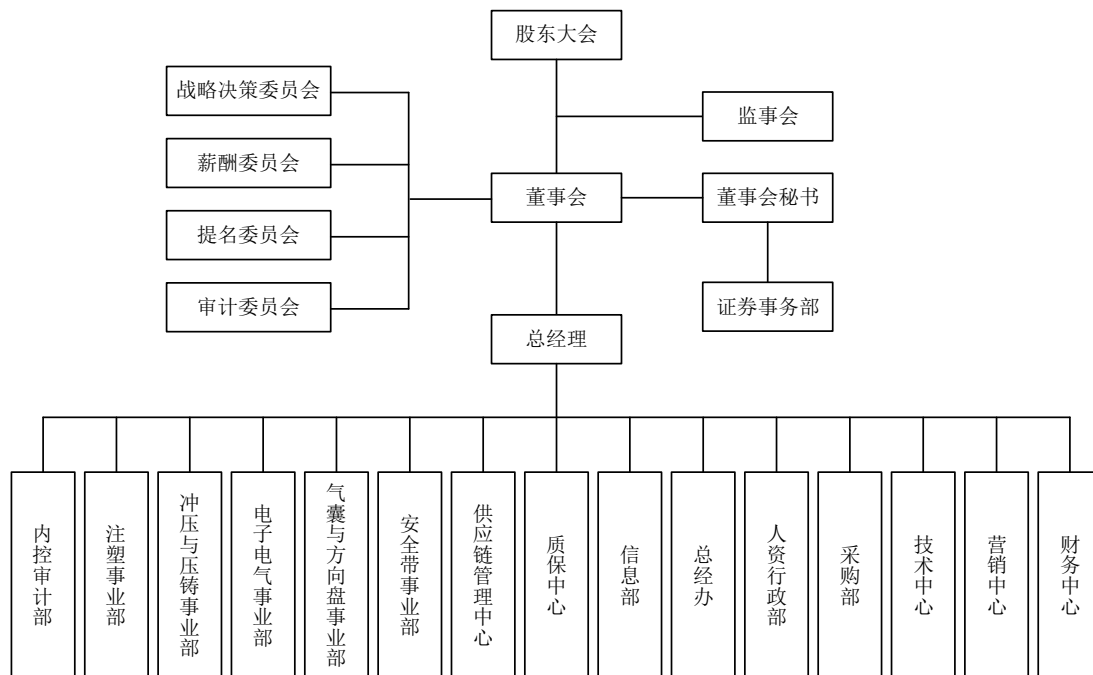 股东大会
战略决策委员会
监事会
薪酬委员会
董事会
董事会秘书
提名委员会
审计委员会
证券事务部
总经理
内控审计部
注塑事业部
冲压与压铸事业部
电子电气事业部
气囊与方向盘事业部
安全带事业部
供应链管理中心
质保中心
信息部
总经办
人资行政部
采购部
技术中心
营销中心
财务中心